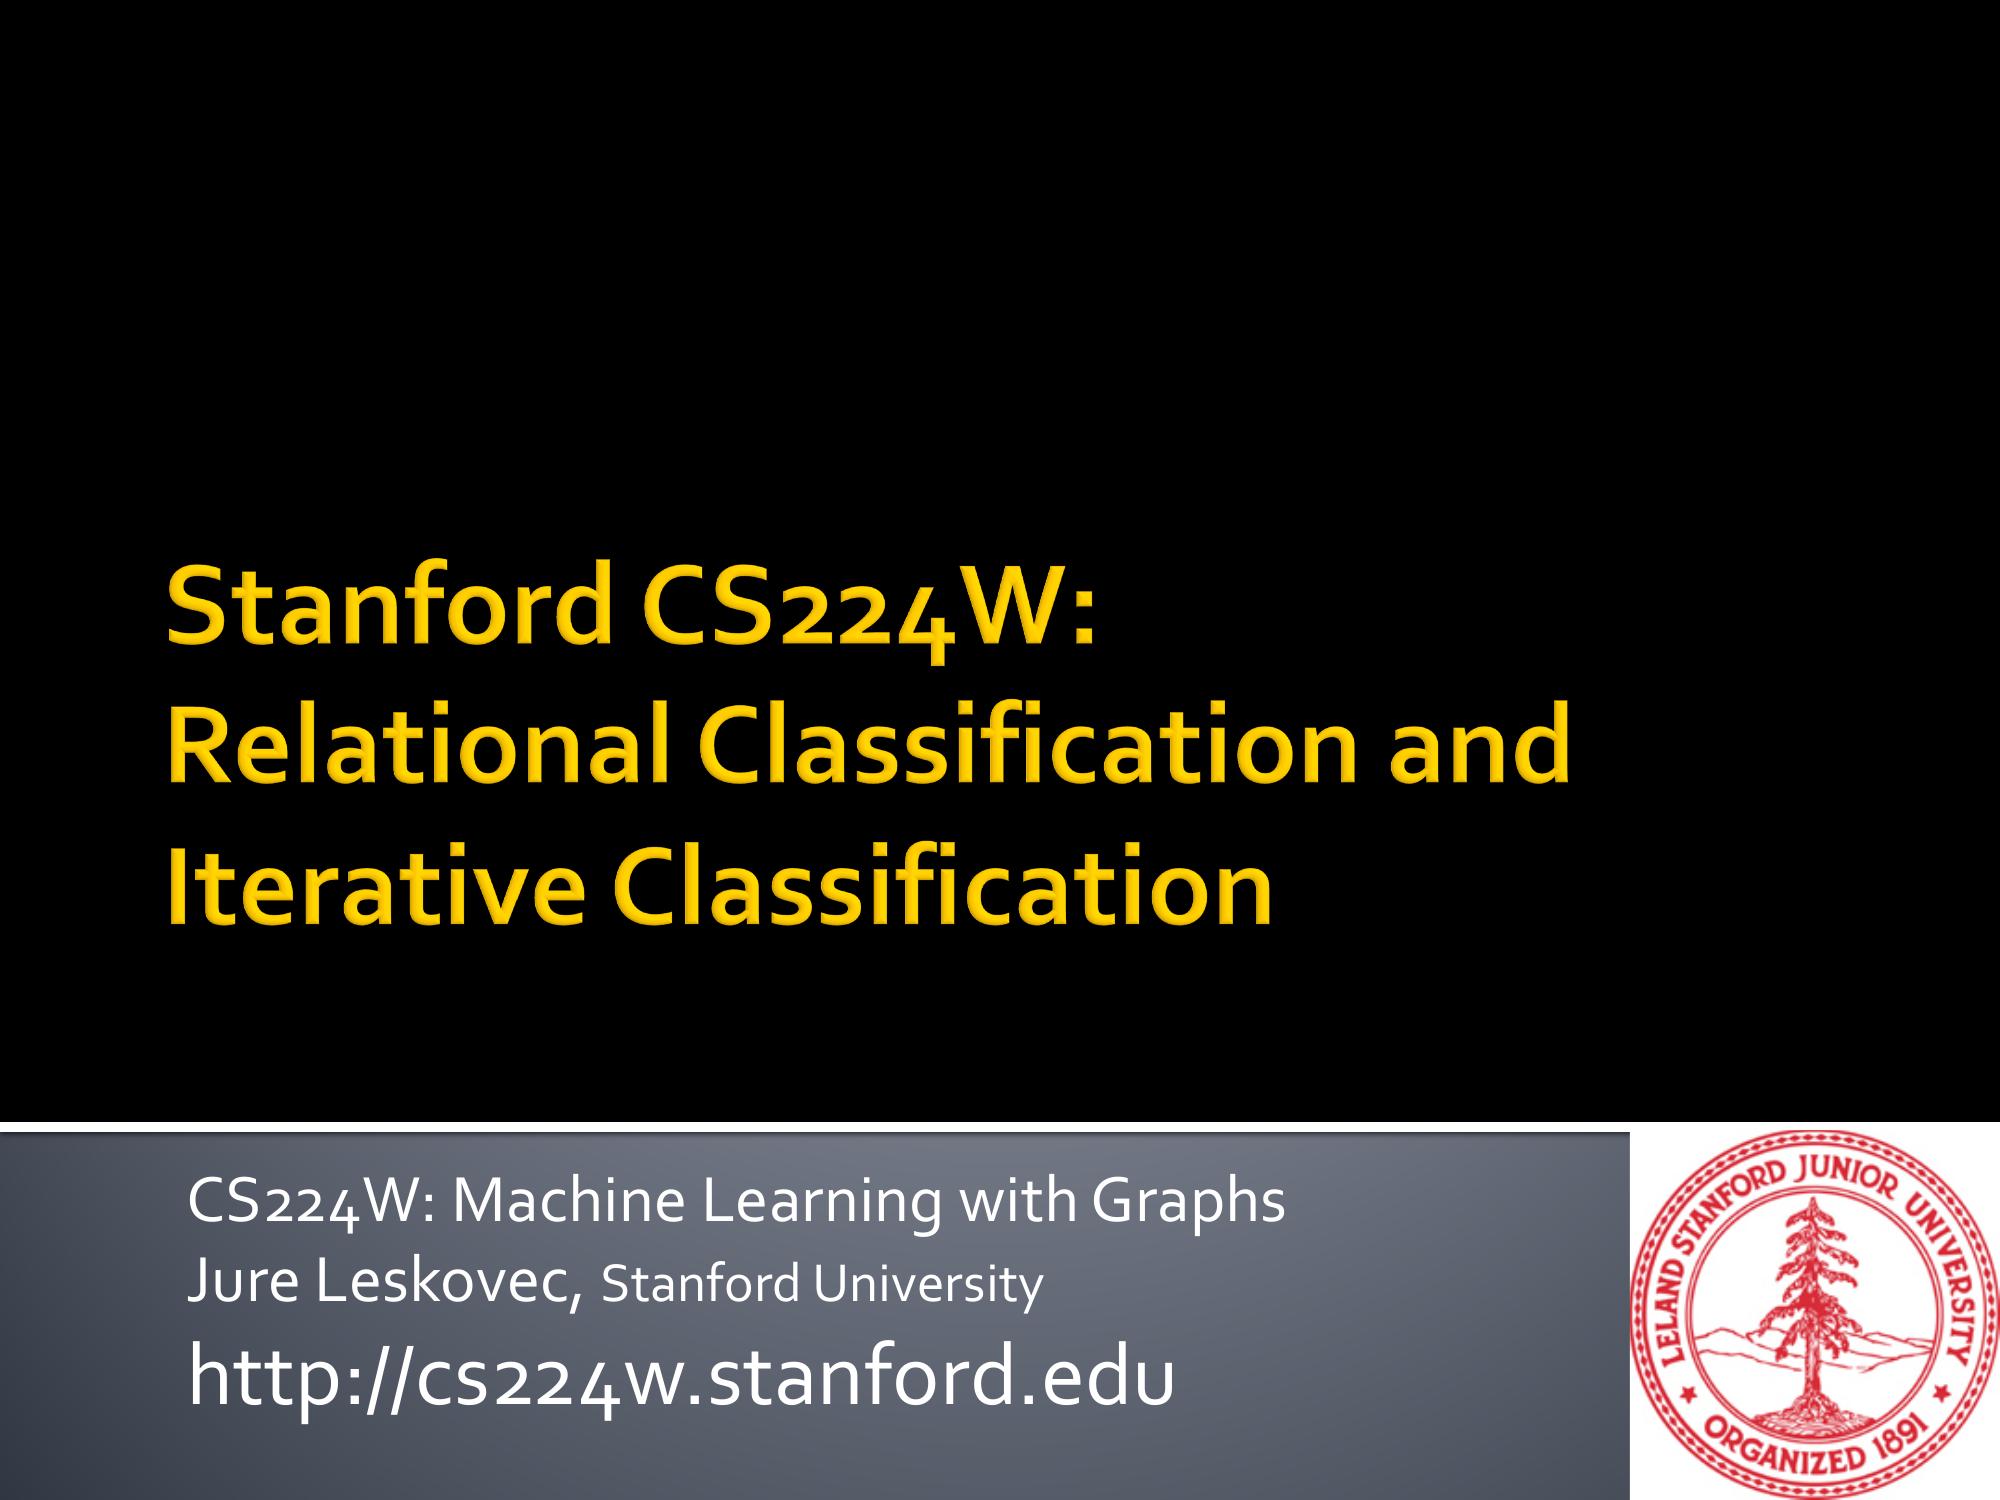 Stanford CS224W:
Relational Classification and
Iterative Classification
CS224W: Machine Learning with Graphs
Jure Leskovec, Stanford University
http://cs224w.stanford.edu
LELAND STANFORD JUNIOR UNIVERSITY
ORGANIZED 1891